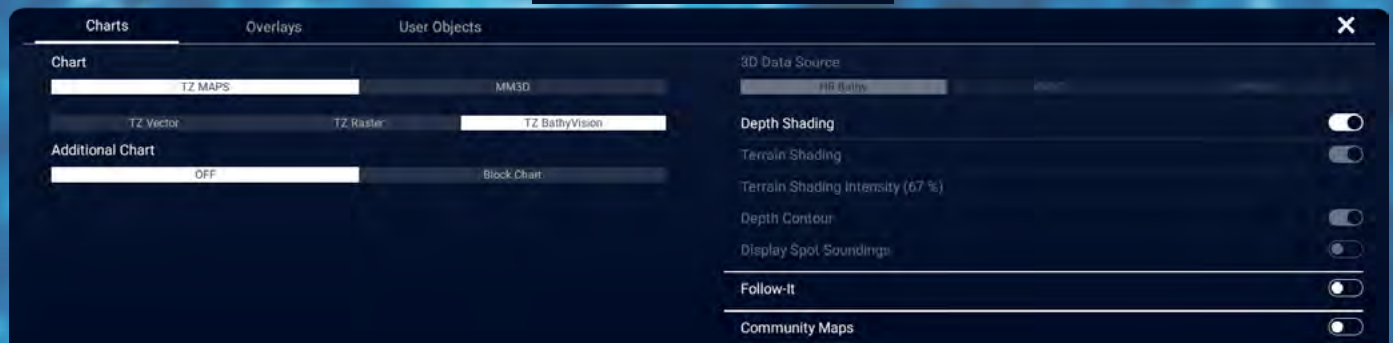 Charts Overlays User Objects
Chart
TZ MAPS MM3D
TZ Vector TZ Raster TZ BathyVision
Additional Chart
OFF Block Chart
3D Data Source
HR Bathy
Depth Shading
Terrain Shading
Terrain Shading Intensity (67 %)
Depth Contour
Display Spot Soundings
Follow-It
Community Maps